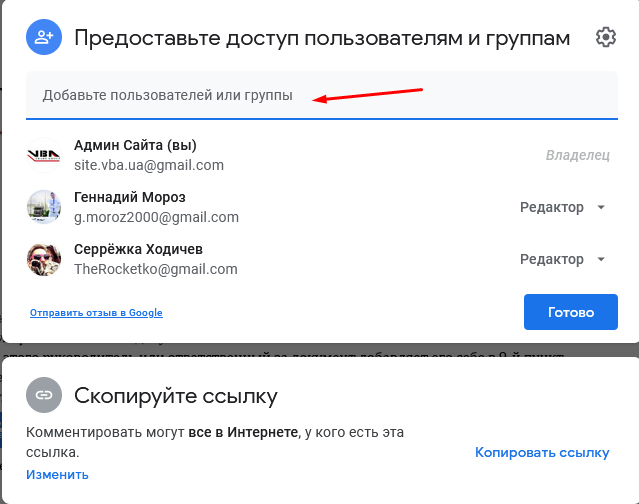 Предоставьте доступ пользователям и группам
Добавьте пользователей или группы
VBA
Админ Сайта (вы)
site.vba.ua@gmail.com
Владелец
Геннадий Мороз
g.moroz2000@gmail.com
Редактор
Серрёжка Ходичев
TheRocketko@gmail.com
Редактор
Отправить отзыв в Google
Готово
Скопируйте ссылку
Комментировать могут все в Интернете, у кого есть эта
ссылка.
Копировать ссылку
Изменить